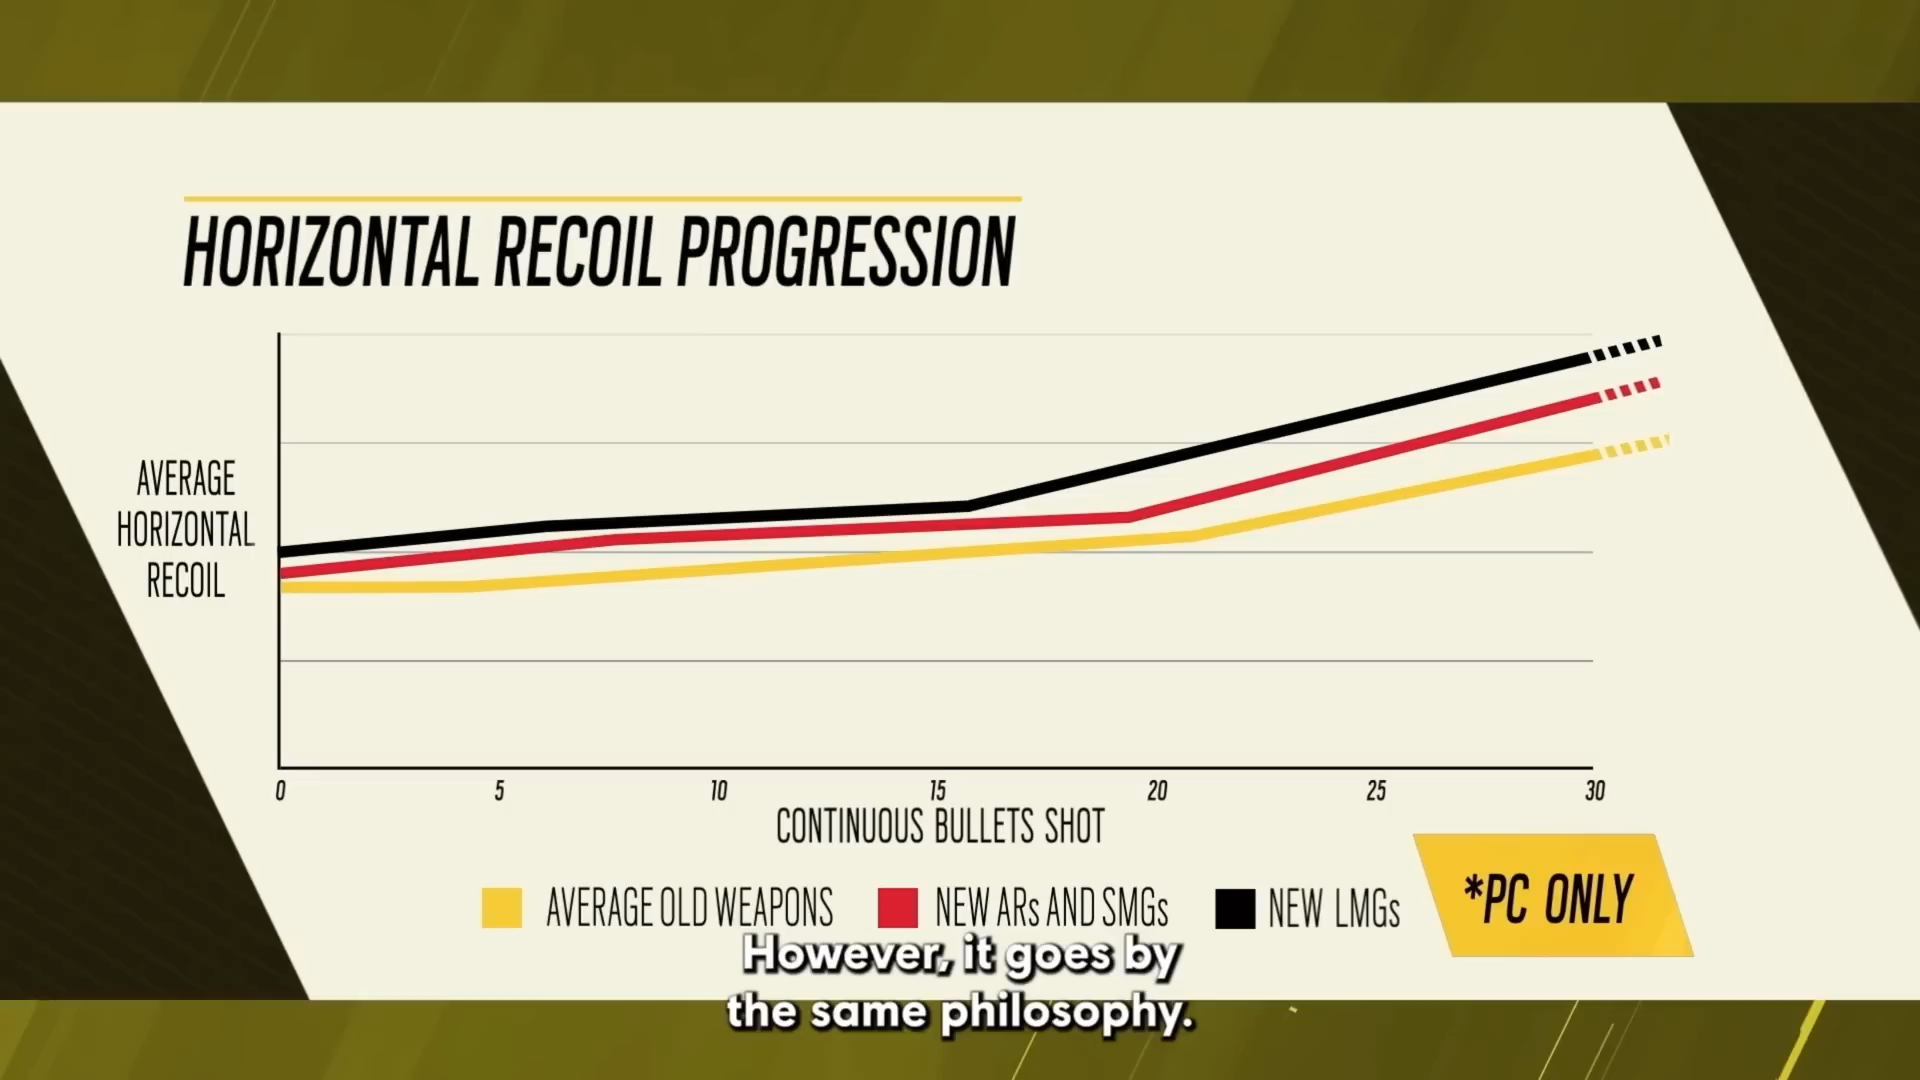 HORIZONTAL RECOIL PROGRESSION
AVERAGE
HORIZONTAL
RECOIL
0 5 10 15 20 25 30
CONTINUOUS BULLETS SHOT
AVERAGE OLD WEAPONS NEW ARs AND SMGs NEW LMGs
*PC ONLY
However, it goes by
the same philosophy.